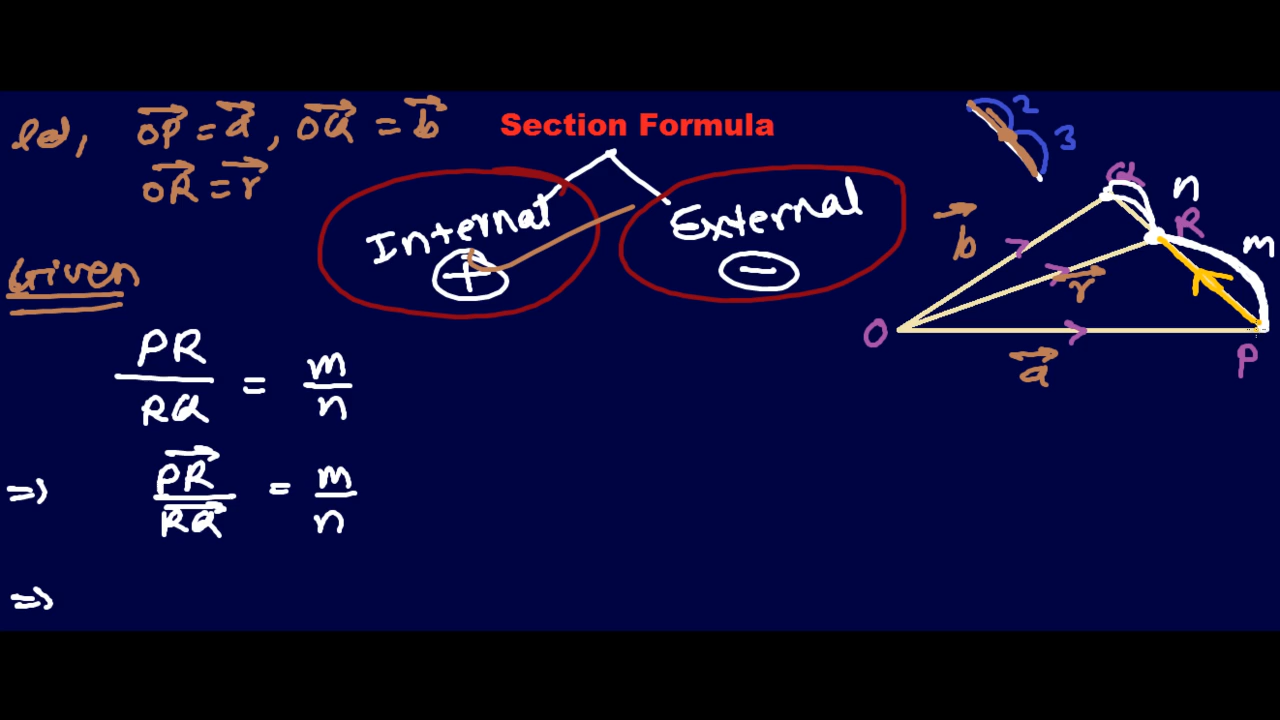 let, →OP = →a, →OQ = →b
→OR = →r
Section Formula
Internal
External
+
−
Given
PR/RQ = m/n
=> →PR/→RQ = m/n
=>
2
3
Q
n
R
m
→b
→r
O
→a
P